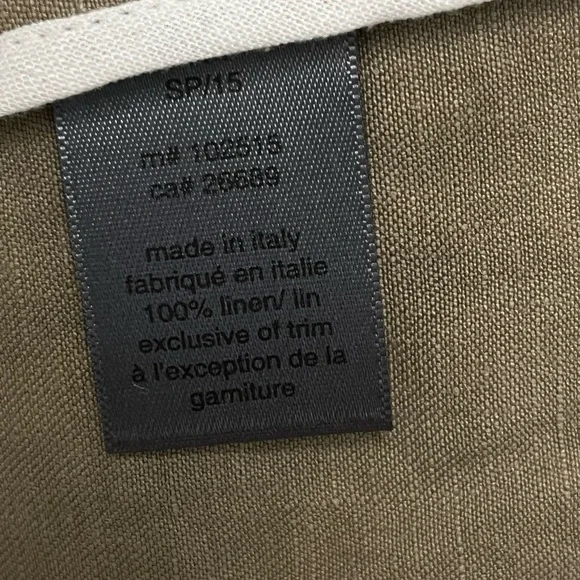 SP/15
m# 102515
ca# 26689
made in italy
fabriqué en italie
100% linen/ lin
exclusive of trim
à l'exception de la
garniture